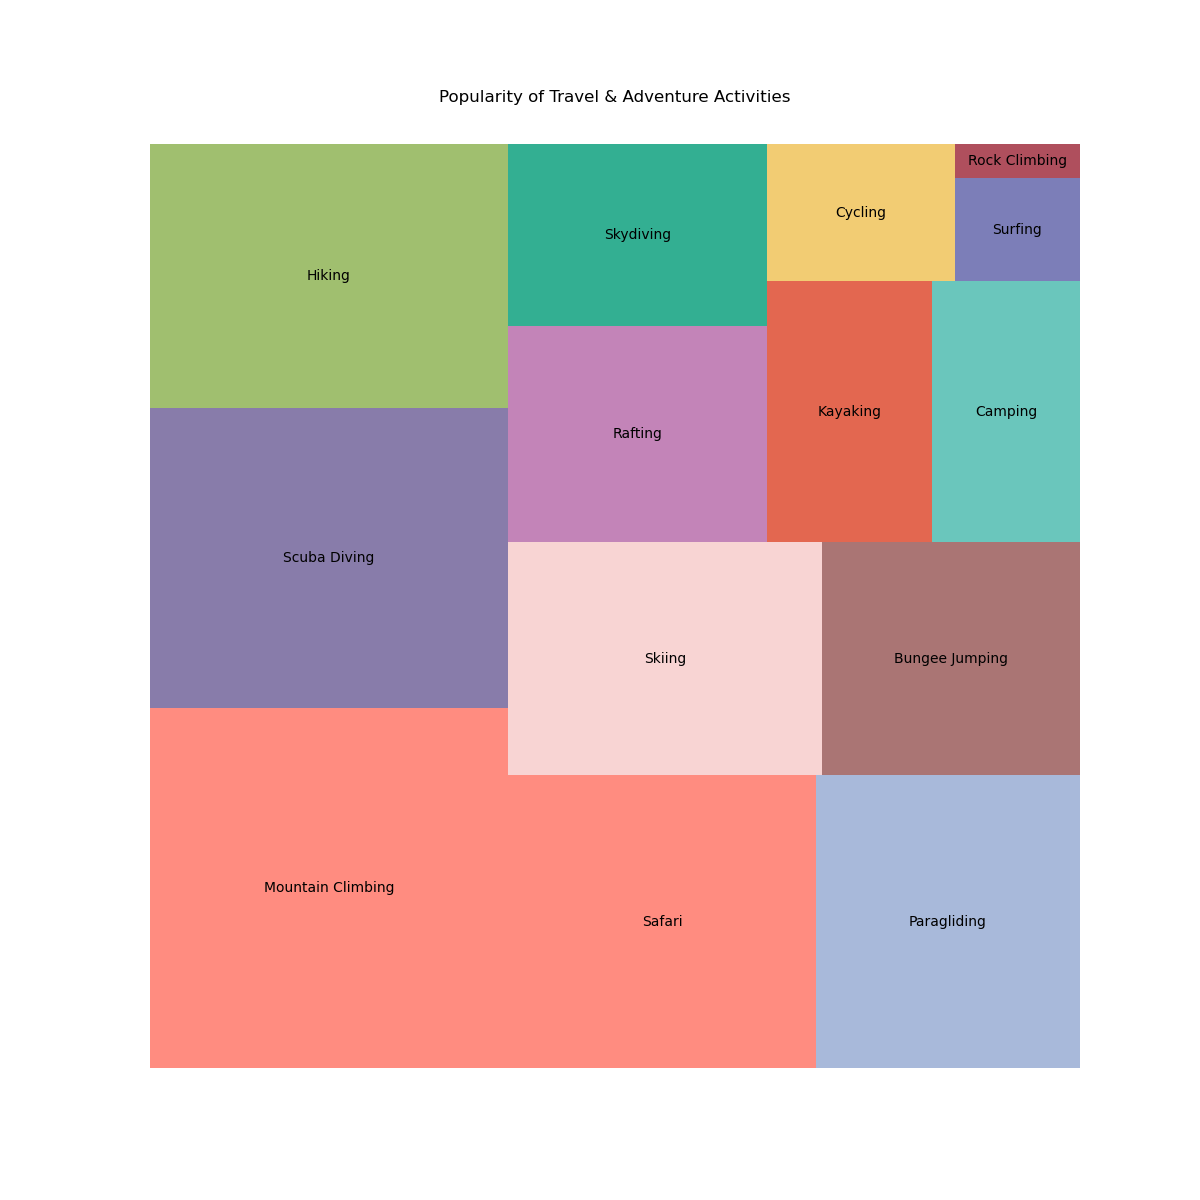 Popularity of Travel & Adventure Activities
Rock Climbing
Cycling
Surfing
Skydiving
Hiking
Kayaking
Camping
Rafting
Scuba Diving
Skiing
Bungee Jumping
Mountain Climbing
Safari
Paragliding